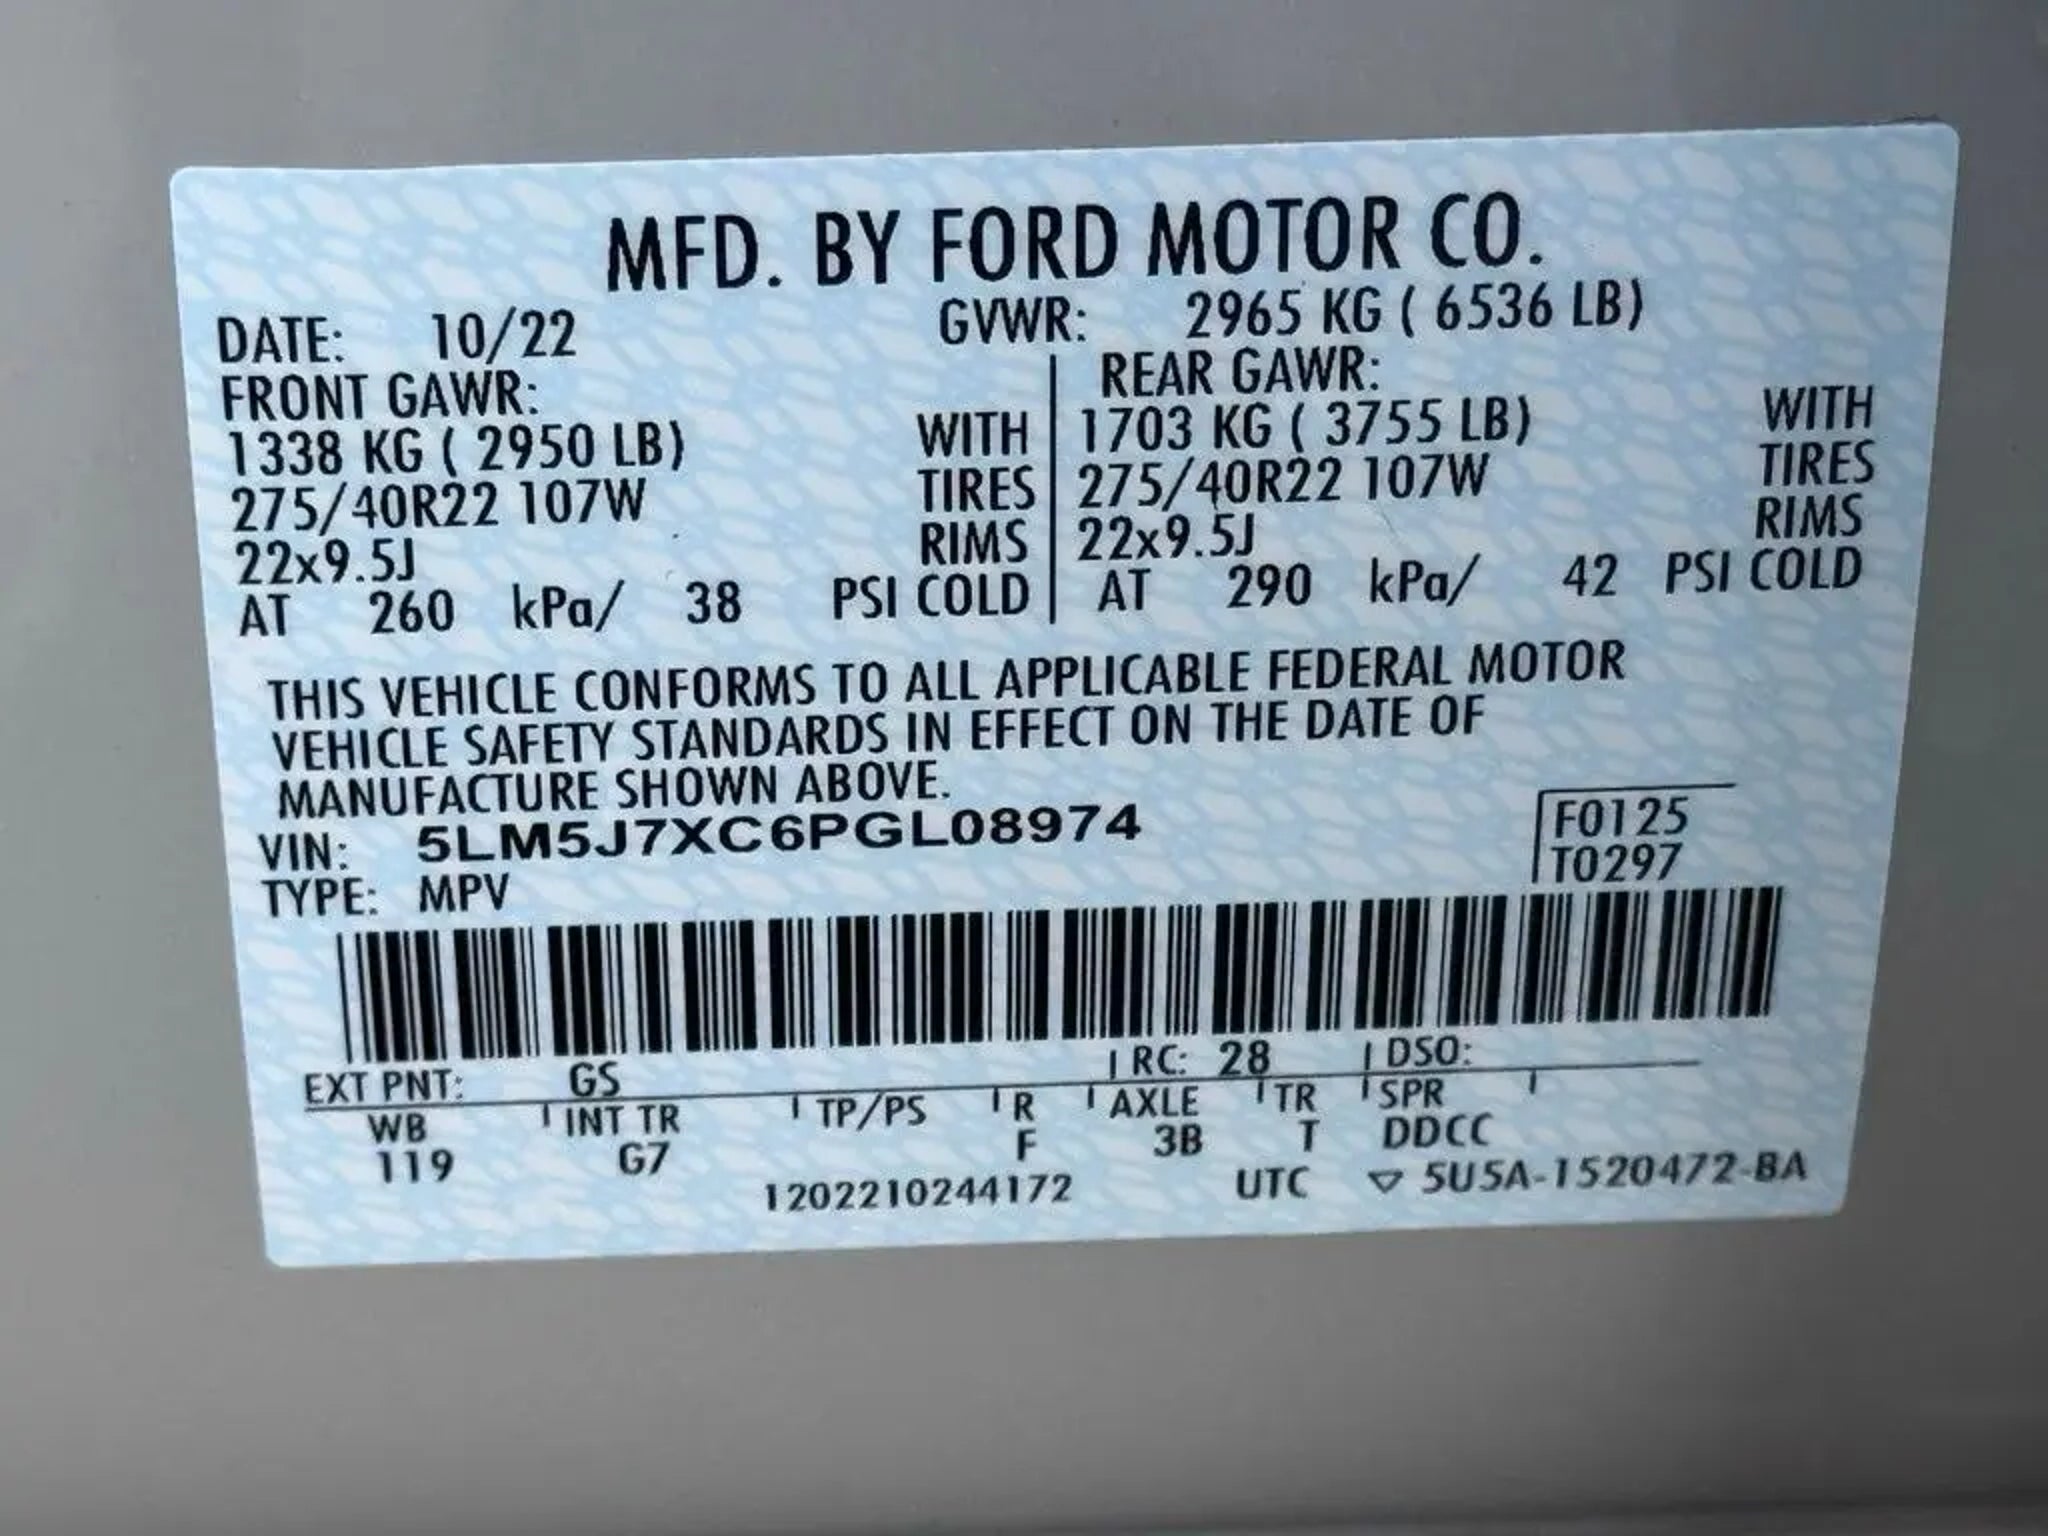 MFD. BY FORD MOTOR CO.
DATE: 10/22 GVWR: 2965 KG ( 6536 LB)
FRONT GAWR: REAR GAWR:
1338 KG ( 2950 LB) WITH 1703 KG ( 3755 LB) WITH
275/40R22 107W TIRES 275/40R22 107W TIRES
22x9.5J RIMS 22x9.5J RIMS
AT 260 kPa/ 38 PSI COLD AT 290 kPa/ 42 PSI COLD
THIS VEHICLE CONFORMS TO ALL APPLICABLE FEDERAL MOTOR
VEHICLE SAFETY STANDARDS IN EFFECT ON THE DATE OF
MANUFACTURE SHOWN ABOVE.
VIN: 5LM5J7XC6PGL08974 F0125
TYPE: MPV T0297
EXT PNT: GS RC: 28 DSO:
WB INT TR TP/PS R AXLE TR SPR
119 G7 F 3B T DDCC
1202210244172 UTC ▽ 5U5A-1520472-BA